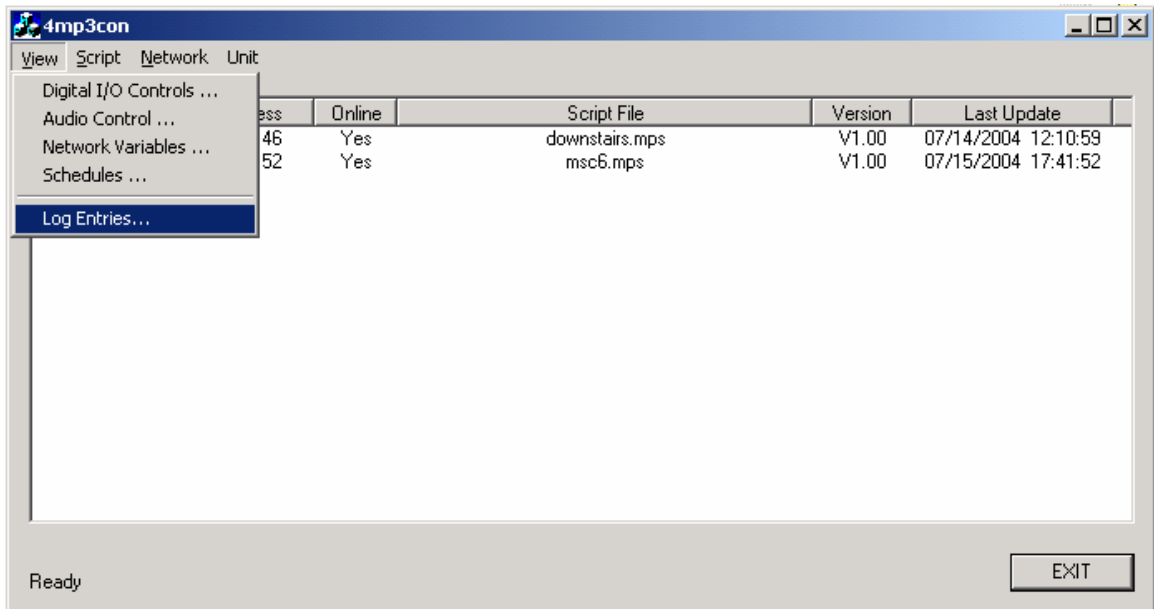 4mp3con
View Script Network Unit
Digital I/O Controls ...
Audio Control ...
Network Variables ...
Schedules ...
Log Entries...
ess Online Script File Version Last Update
46 Yes downstairs.mps V1.00 07/14/2004 12:10:59
52 Yes msc6.mps V1.00 07/15/2004 17:41:52
Ready
EXIT